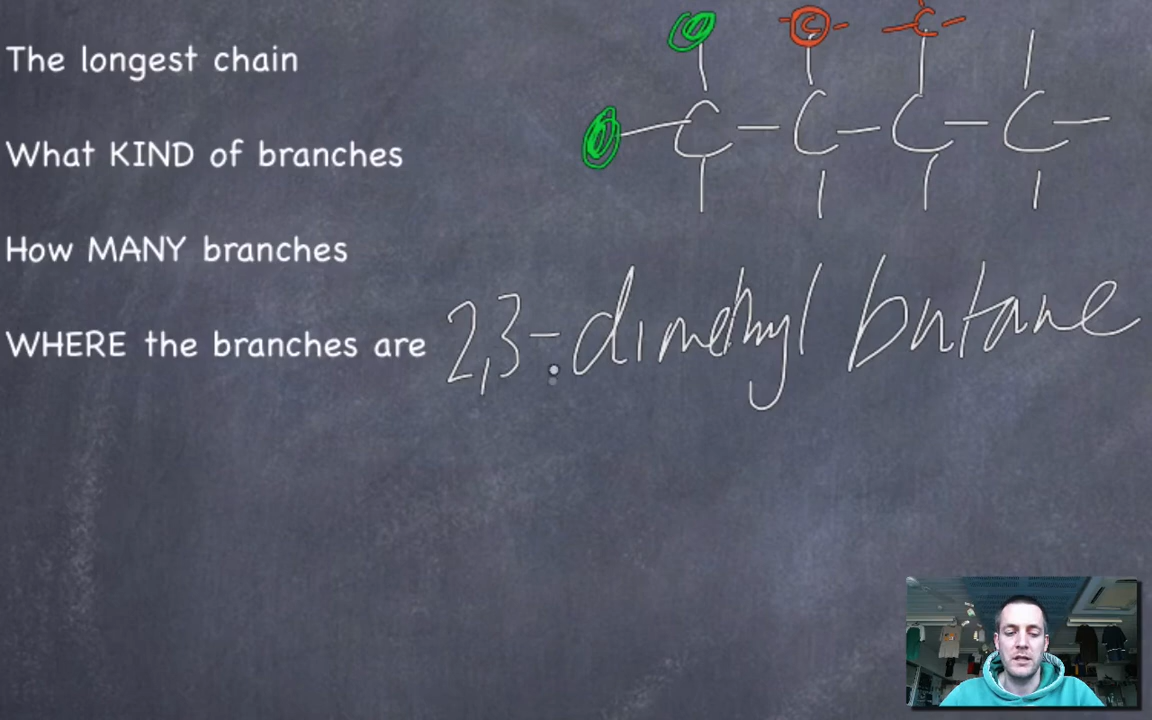 C C
C C C C
The longest chain
What KIND of branches
How MANY branches
WHERE the branches are 2,3-dimethyl butane